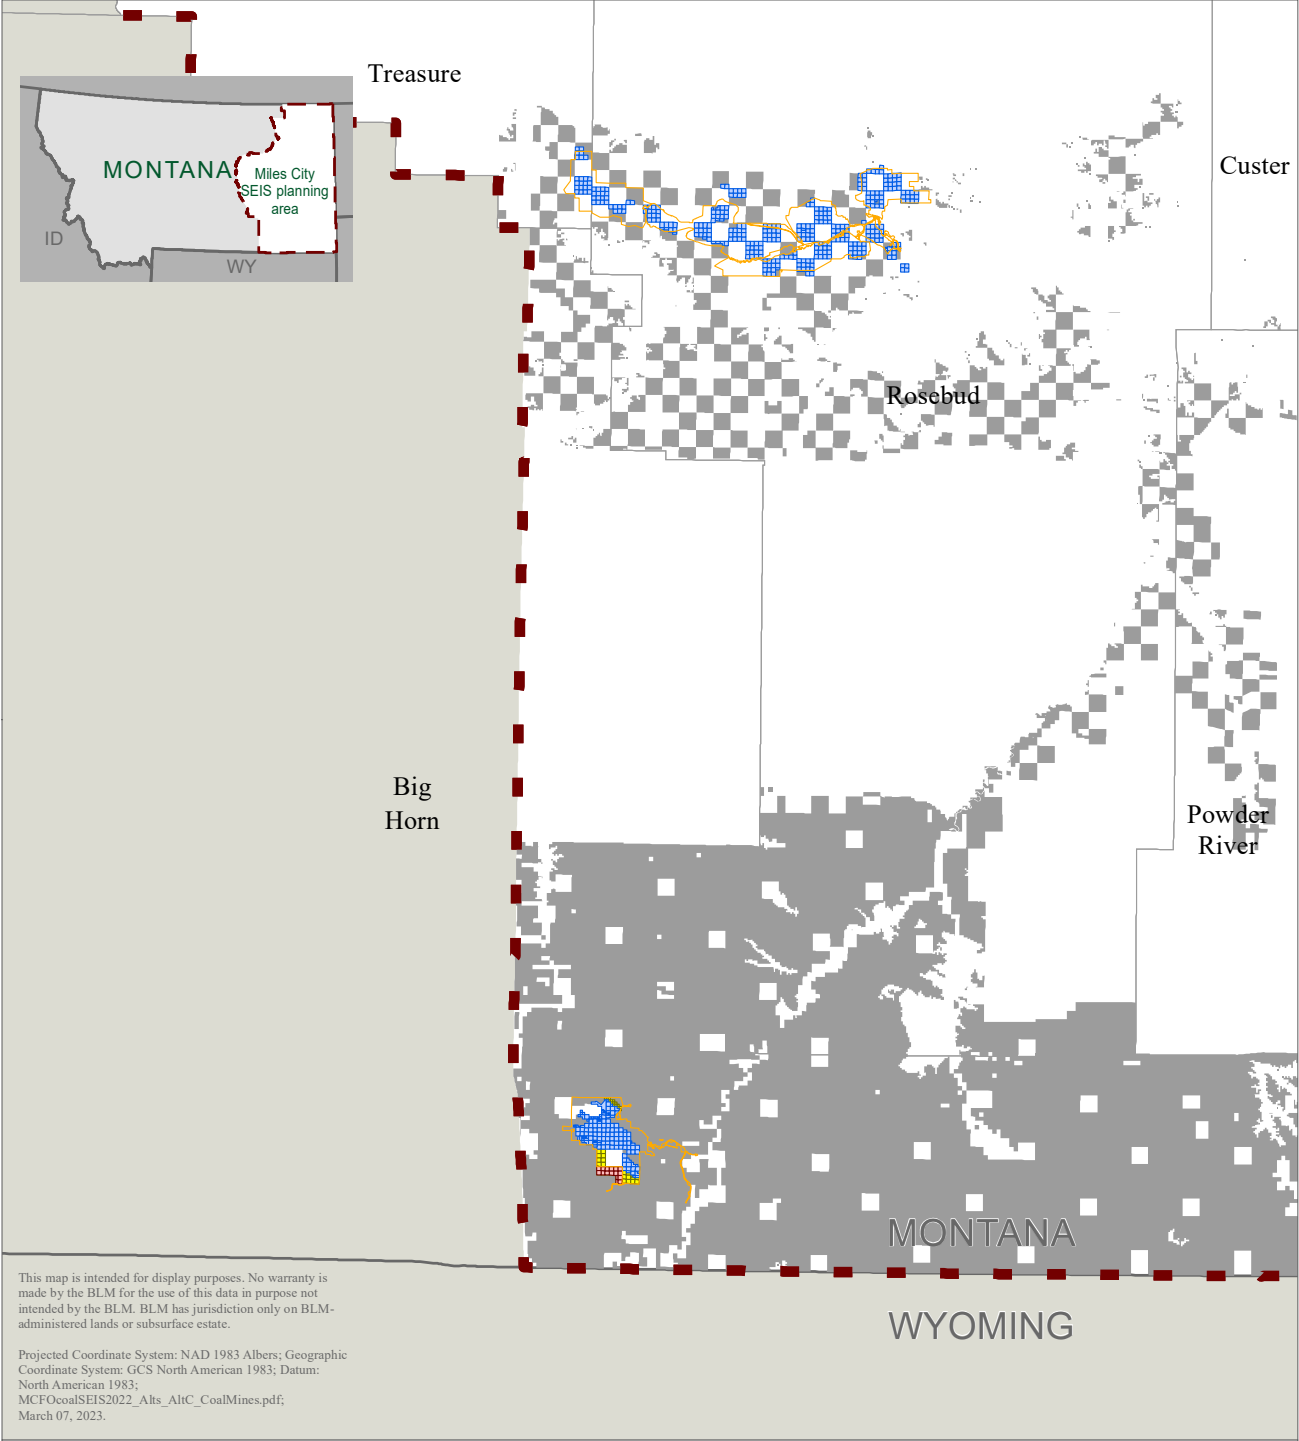 Treasure
Custer
MONTANA
Miles City
SEIS planning
area
ID
WY
Rosebud
Big
Horn
Powder
River
MONTANA
WYOMING
This map is intended for display purposes. No warranty is
made by the BLM for the use of this data in purpose not
intended by the BLM. BLM has jurisdiction only on BLM-
administered lands or subsurface estate.
Projected Coordinate System: NAD 1983 Albers; Geographic
Coordinate System: GCS North American 1983; Datum:
North American 1983;
MCFOcoalSEIS2022_Alts_AltC_CoalMines.pdf;
March 07, 2023.